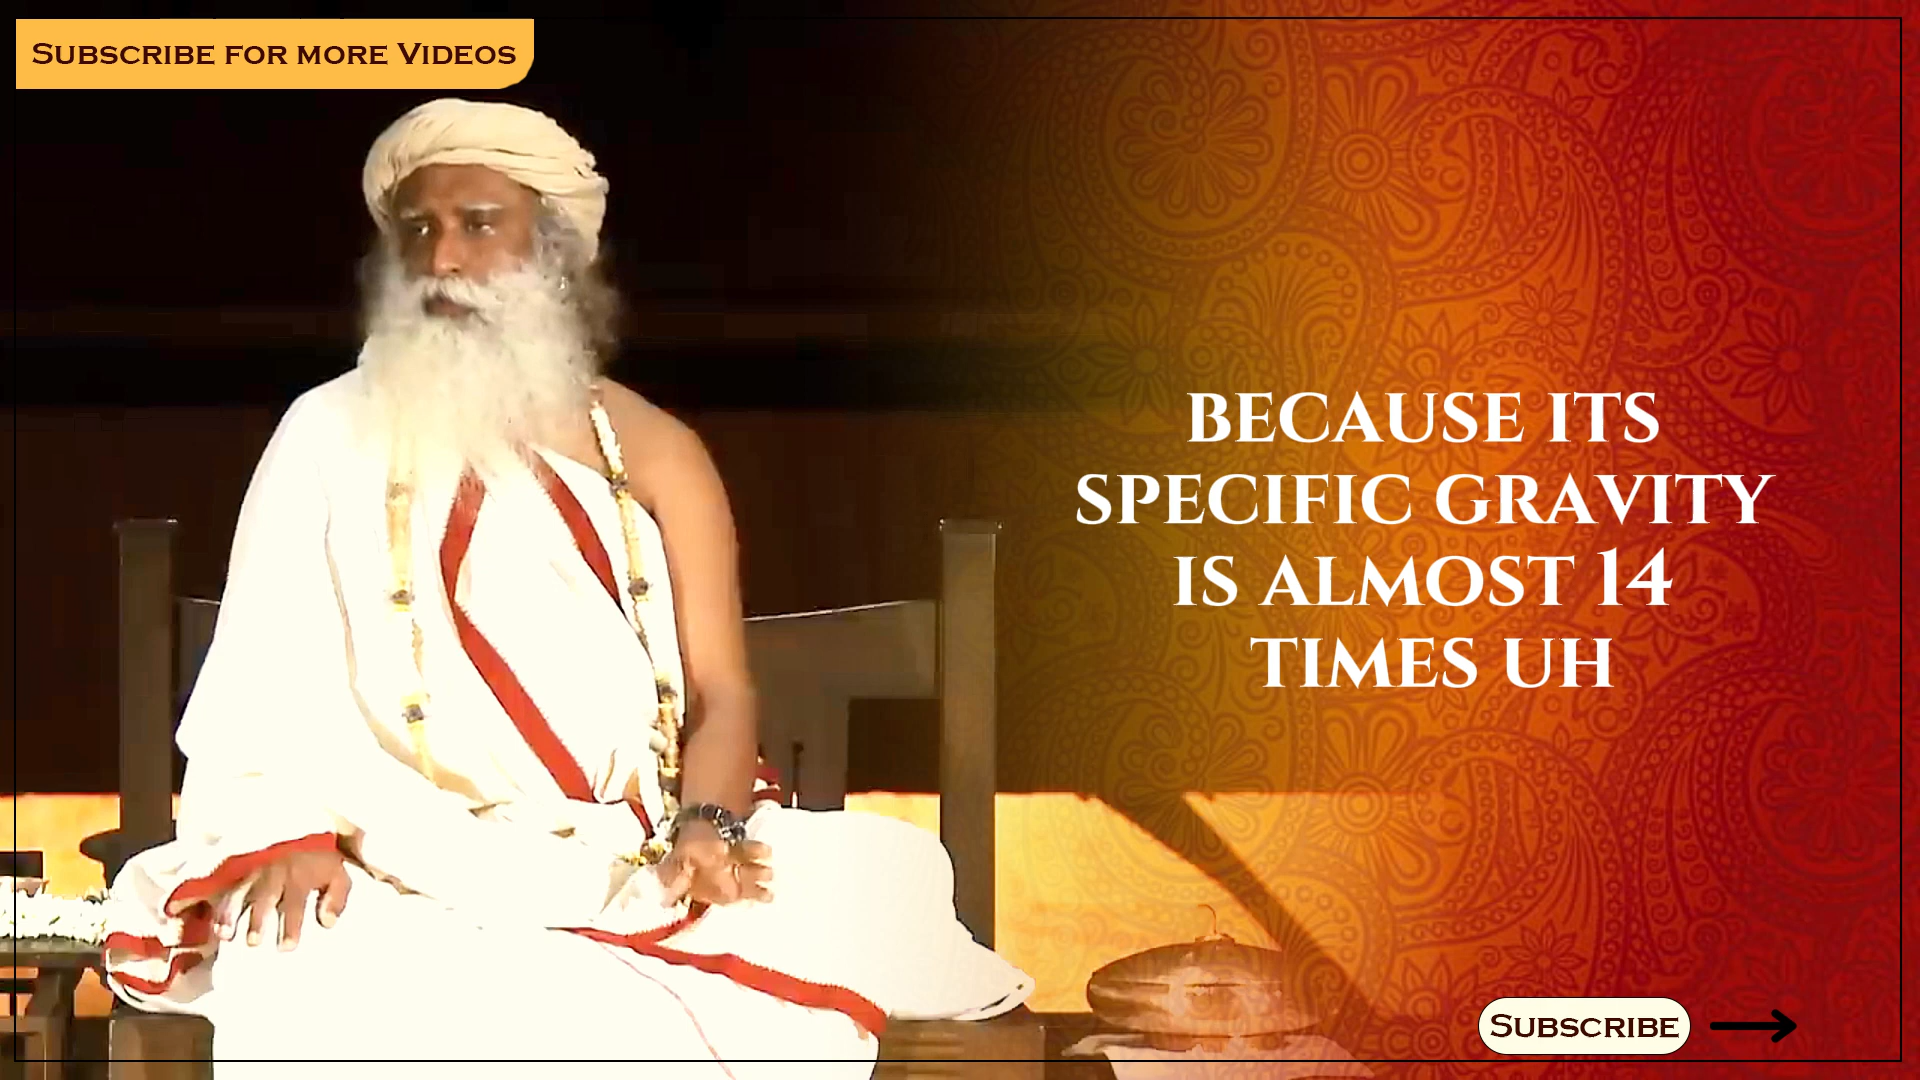 SUBSCRIBE FOR MORE VIDEOS
BECAUSE ITS
SPECIFIC GRAVITY
IS ALMOST 14
TIMES UH
SUBSCRIBE